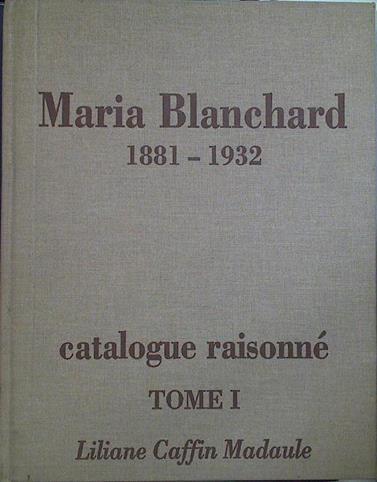 Maria Blanchard
1881 – 1932
catalogue raisonné
TOME I
Liliane Caffin Madaule